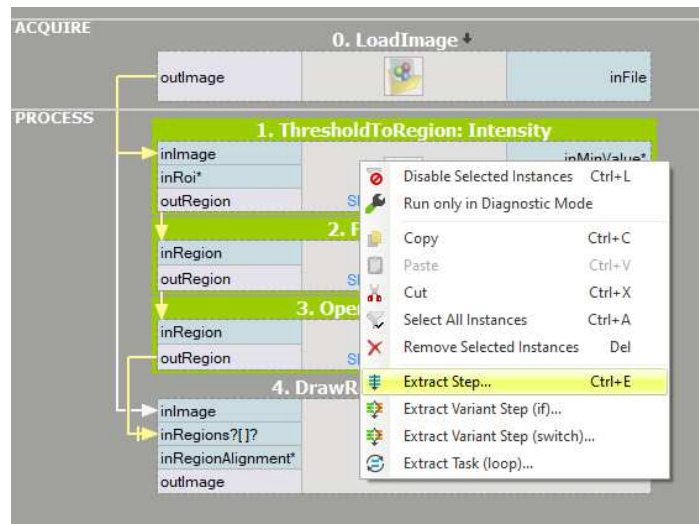 ACQUIRE
0. LoadImage
outImage
inFile
PROCESS
1. ThresholdToRegion: Intensity
inImage
inMinValue*
inRoi*
outRegion
2. F
inRegion
outRegion
3. Ope
inRegion
outRegion
4. DrawR
inImage
inRegions?[]?
inRegionAlignment*
outImage
Disable Selected Instances Ctrl+L
Run only in Diagnostic Mode
Copy Ctrl+C
Paste Ctrl+V
Cut Ctrl+X
Select All Instances Ctrl+A
Remove Selected Instances Del
Extract Step... Ctrl+E
Extract Variant Step (if)...
Extract Variant Step (switch)...
Extract Task (loop)...